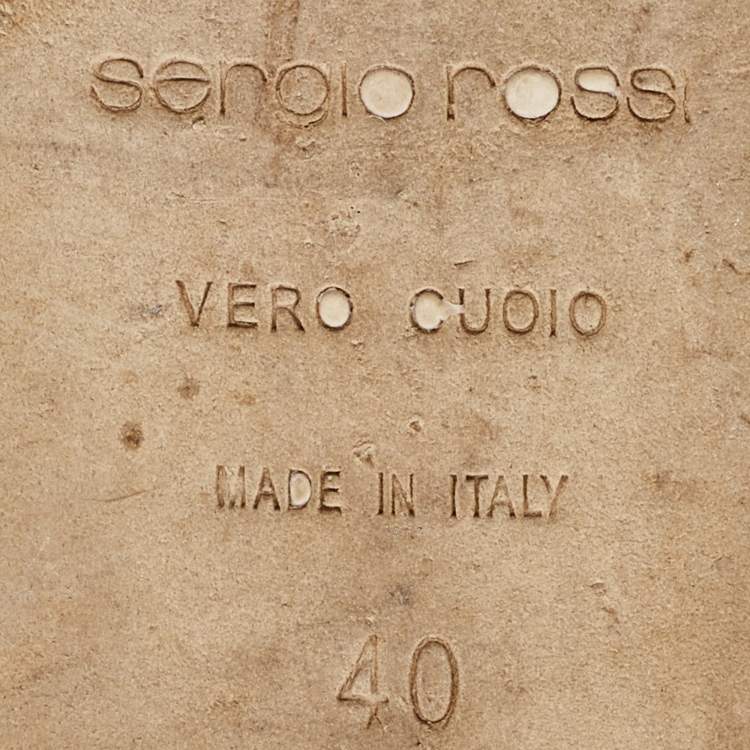 sergio rossi
VERO CUOIO
MADE IN ITALY
40